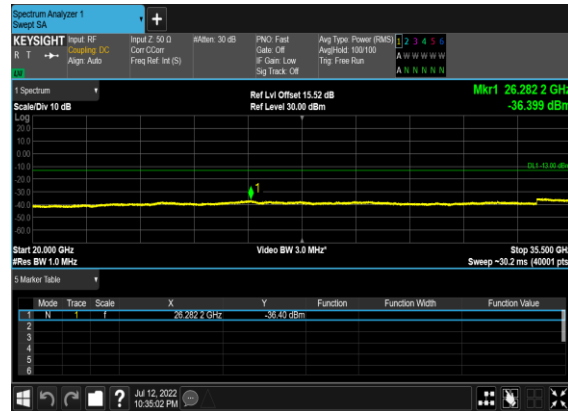 Spectrum Analyzer 1
Swept SA
KEYSIGHT Input: RF Input Z: 50 Ω #Atten: 30 dB PNO: Fast Avg Type: Power (RMS) 1 2 3 4 5 6
R T Coupling: DC Corr CCorr Gate: Off Avg|Hold: 100/100 A W W W W W
Align: Auto Freq Ref: Int (S) IF Gain: Low Trig: Free Run
Sig Track: Off A N N N N N
1 Spectrum Ref Lvl Offset 15.52 dB Mkr1 26.282 2 GHz
Scale/Div 10 dB Ref Level 30.00 dBm -36.399 dBm
Log
20.0
10.0
0.00
-10.0 DL1 -13.00 dBm
-20.0
-30.0 1
-40.0
-50.0
-60.0
Start 20.000 GHz Video BW 3.0 MHz* Stop 35.500 GHz
#Res BW 1.0 MHz Sweep ~30.2 ms (40001 pts)
5 Marker Table
Mode Trace Scale X Y Function Function Width Function Value
1 N 1 f 26.282 2 GHz -36.40 dBm
2
3
4
5
6
? Jul 12, 2022
10:35:02 PM